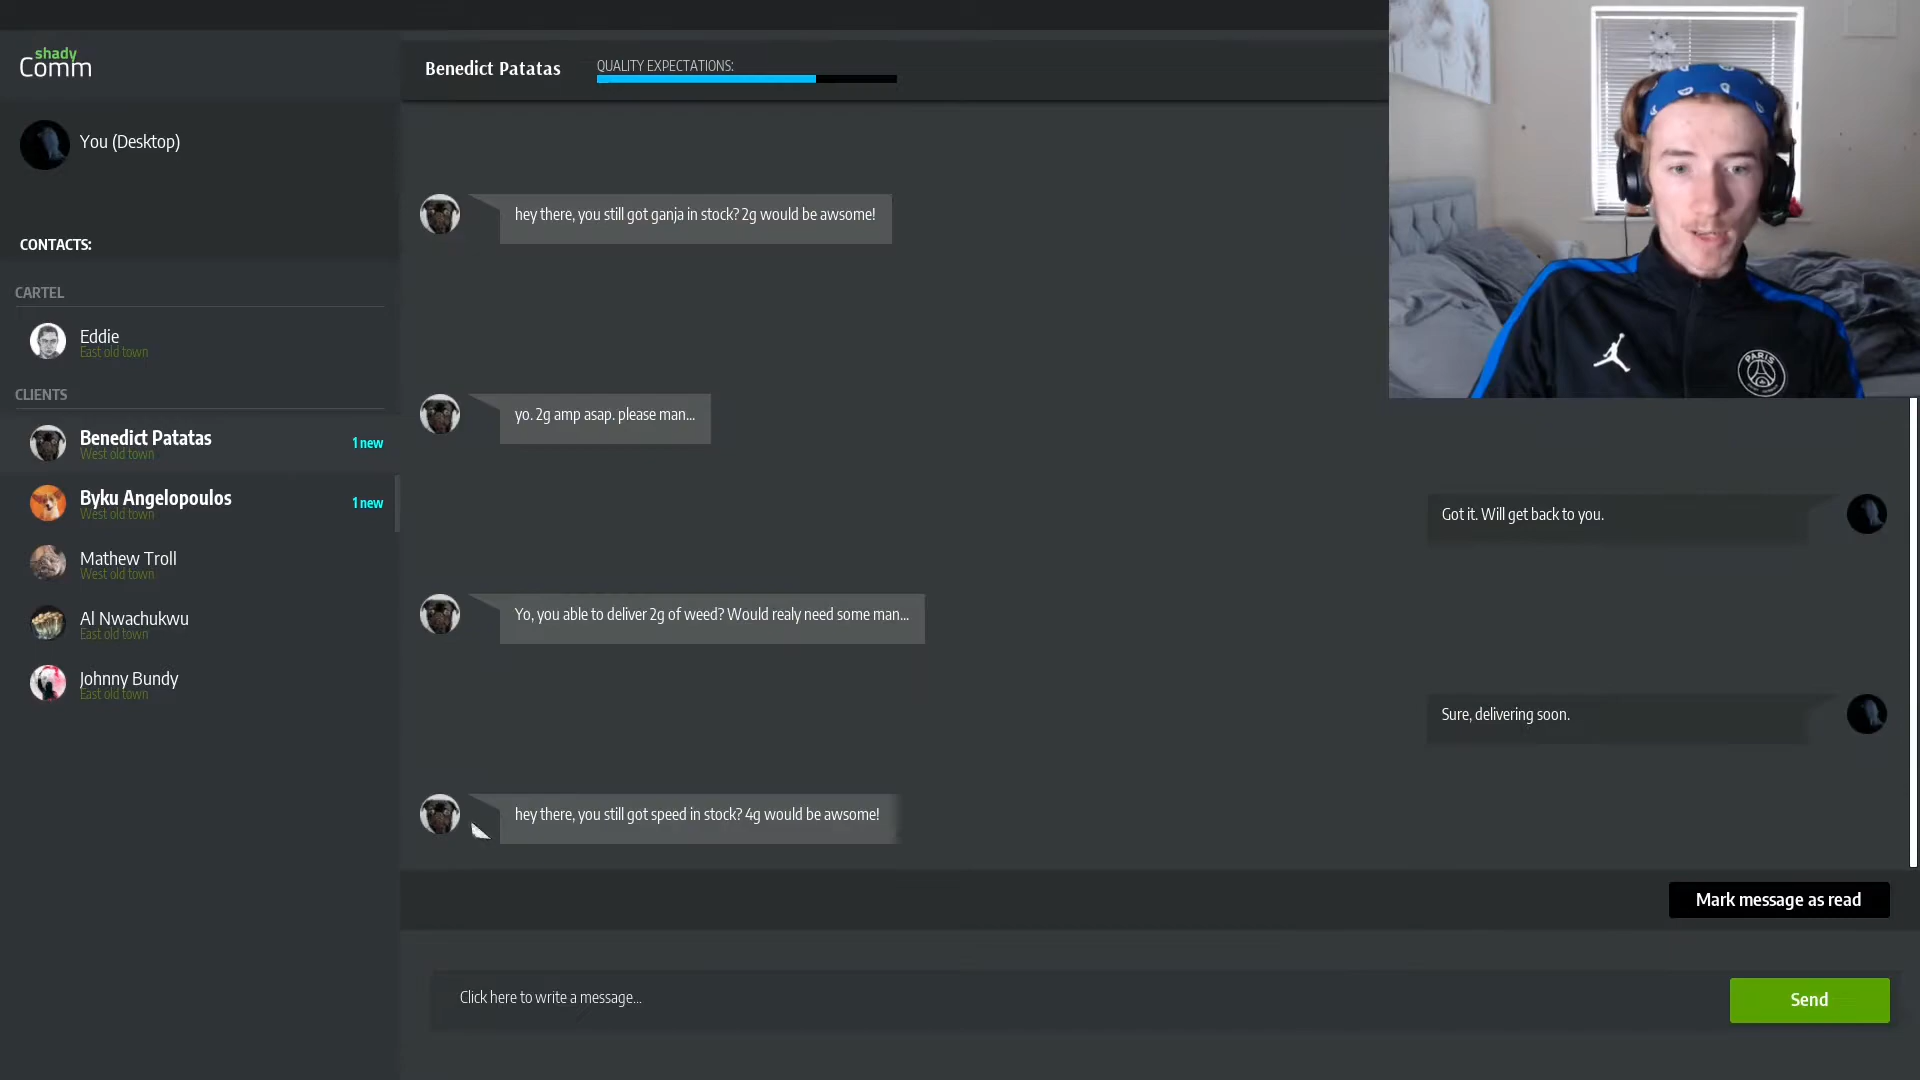 shady
Comm
You (Desktop)
CONTACTS:
CARTEL
Eddie
East old town
CLIENTS
Benedict Patatas
West old town
1 new
Byku Angelopoulos
West old town
1 new
Mathew Troll
West old town
Al Nwachukwu
East old town
Johnny Bundy
East old town
Benedict Patatas
QUALITY EXPECTATIONS:
hey there, you still got ganja in stock? 2g would be awsome!
yo. 2g amp asap. please man...
Got it. Will get back to you.
Yo, you able to deliver 2g of weed? Would realy need some man...
Sure, delivering soon.
hey there, you still got speed in stock? 4g would be awsome!
Mark message as read
Click here to write a message...
Send
PARIS